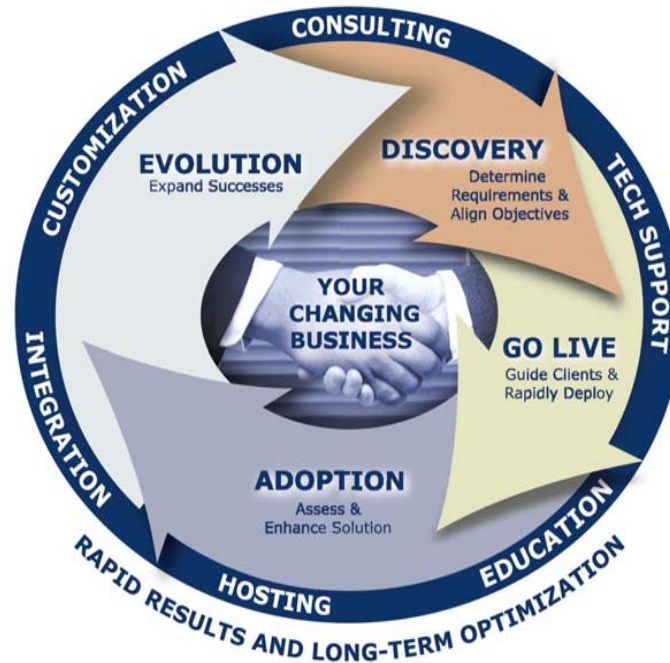 CONSULTING
TECH SUPPORT
EDUCATION
HOSTING
INTEGRATION
CUSTOMIZATION
EVOLUTION
Expand Successes
DISCOVERY
Determine
Requirements &
Align Objectives
YOUR
CHANGING
BUSINESS
GO LIVE
Guide Clients &
Rapidly Deploy
ADOPTION
Assess &
Enhance Solution
RAPID RESULTS AND LONG-TERM OPTIMIZATION